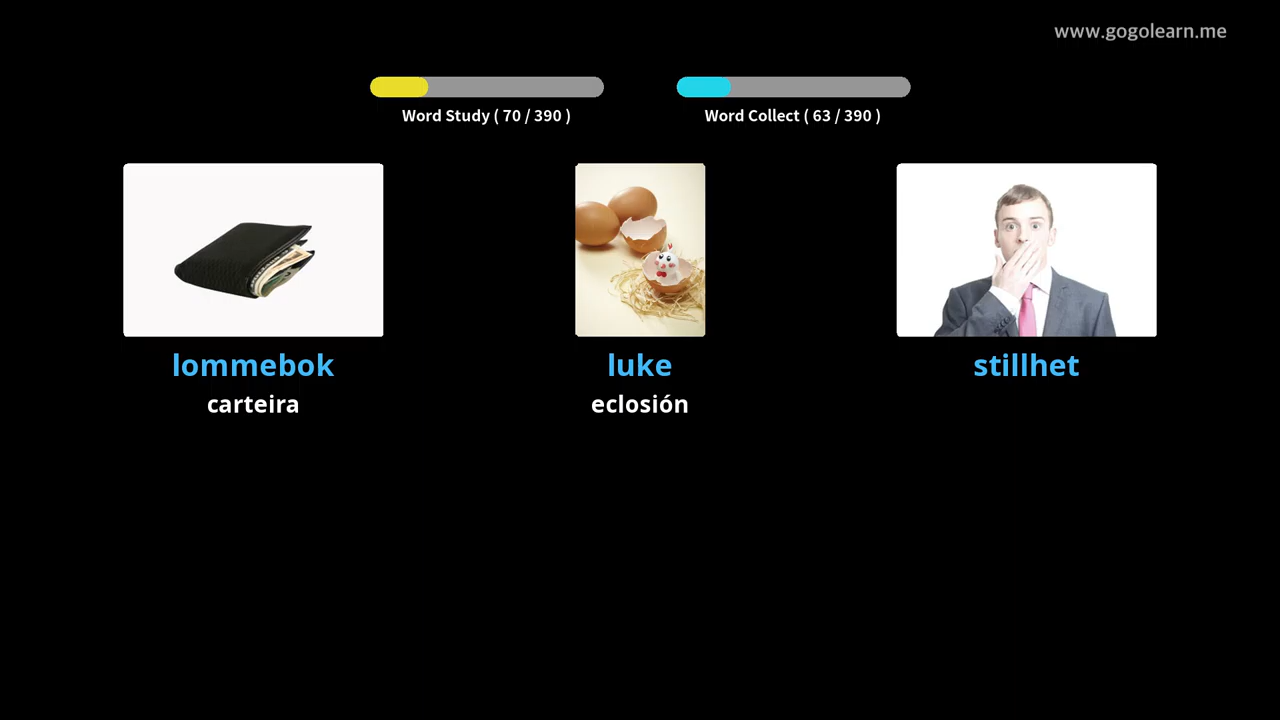 www.gogolearn.me
Word Study ( 70 / 390 )
Word Collect ( 63 / 390 )
lommebok
luke
stillhet
carteira
eclosión